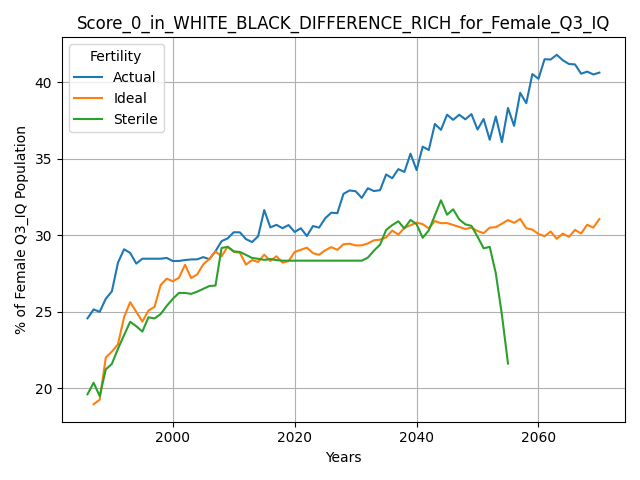 Score_0_in_WHITE_BLACK_DIFFERENCE_RICH_for_Female_Q3_IQ
Fertility
Actual
Ideal
Sterile
% of Female Q3_IQ Population
40
35
30
25
20
2000
2020
2040
2060
Years